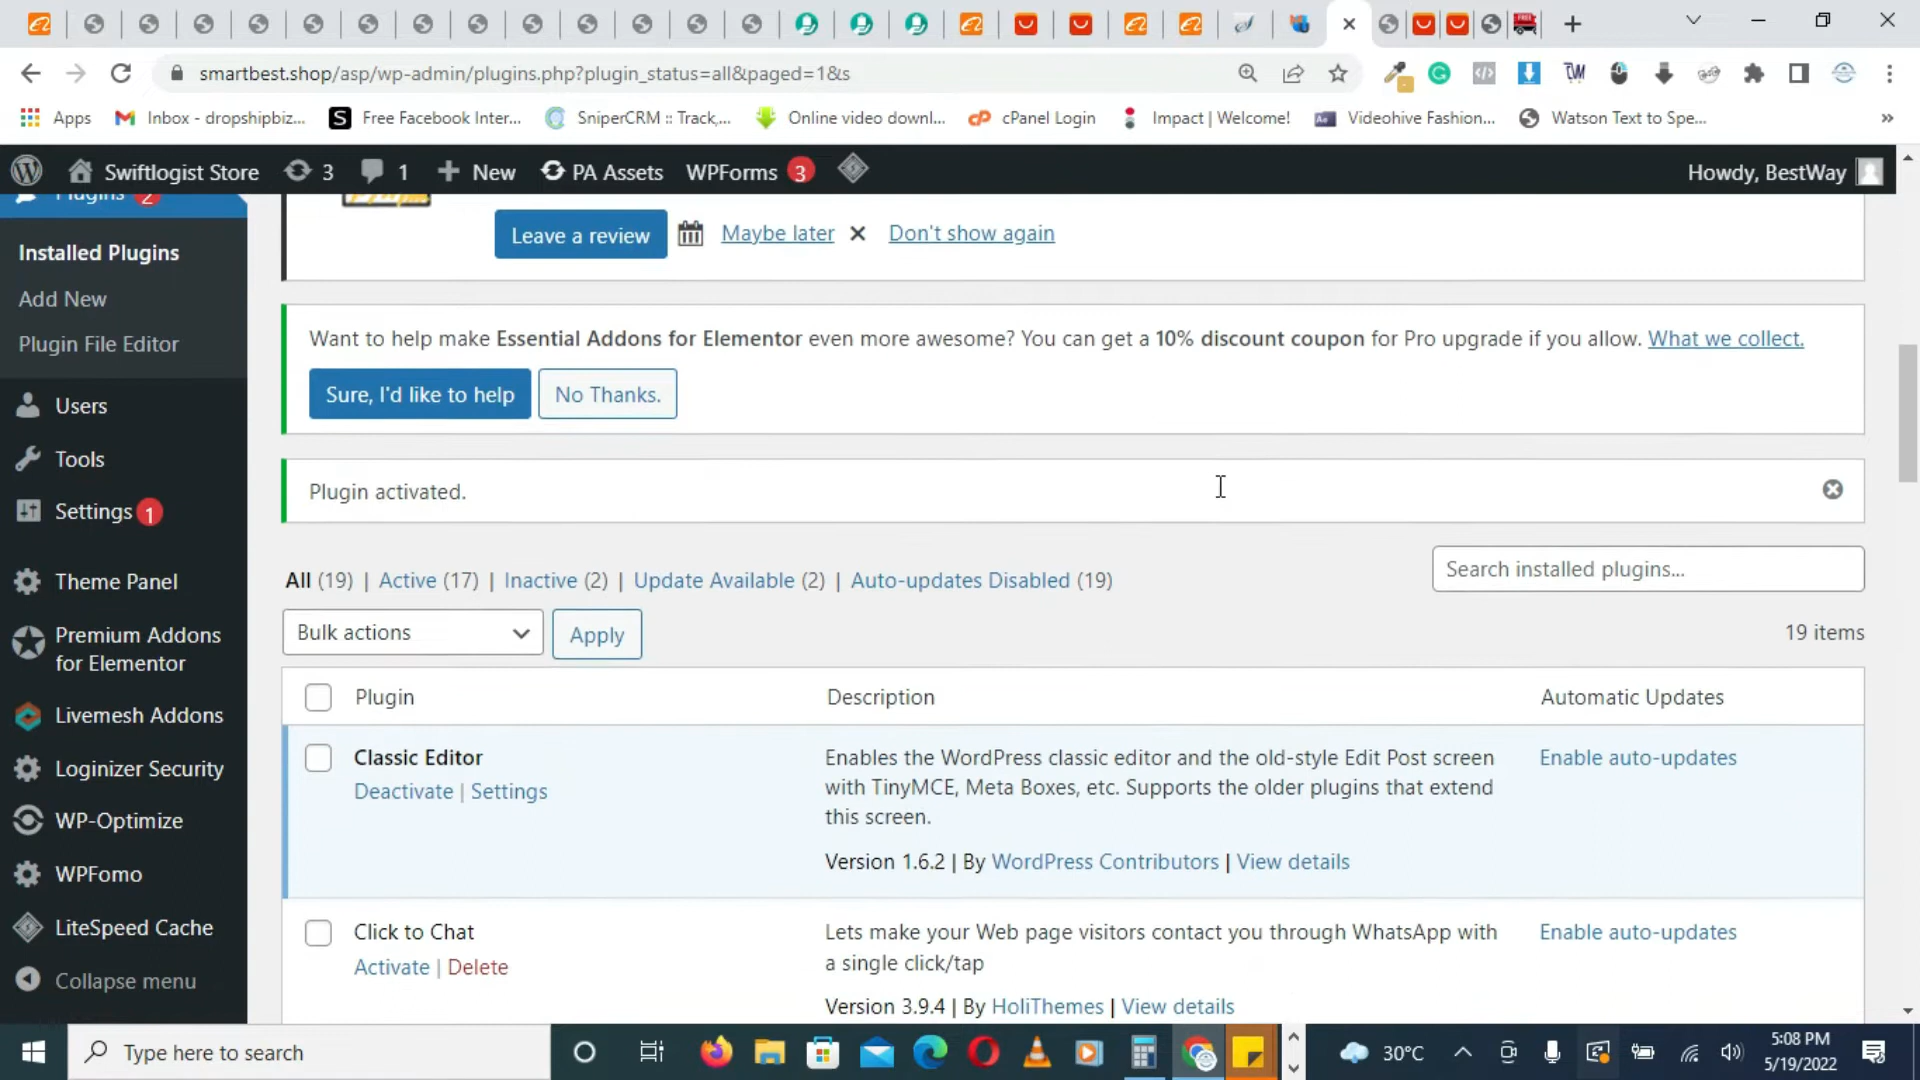 smartbest.shop/asp/wp-admin/plugins.php?plugin_status=all&paged=1&s
Apps
Inbox - dropshipbiz...
Free Facebook Inter...
SniperCRM :: Track,...
Online video downl...
cPanel Login
Impact | Welcome!
Videohive Fashion...
Watson Text to Spe...
Swiftlogist Store
3
1
New
PA Assets
WPForms 3
Howdy, BestWay
Plugins 2
Installed Plugins
Add New
Plugin File Editor
Users
Tools
Settings 1
Theme Panel
Premium Addons
for Elementor
Livemesh Addons
Loginizer Security
WP-Optimize
WPFomo
LiteSpeed Cache
Collapse menu
Leave a review
Maybe later
Don't show again
Want to help make Essential Addons for Elementor even more awesome? You can get a 10% discount coupon for Pro upgrade if you allow. What we collect.
Sure, I'd like to help
No Thanks.
Plugin activated.
All (19) | Active (17) | Inactive (2) | Update Available (2) | Auto-updates Disabled (19)
Search installed plugins...
Bulk actions
Apply
19 items
Plugin
Description
Automatic Updates
Classic Editor
Deactivate | Settings
Enables the WordPress classic editor and the old-style Edit Post screen
with TinyMCE, Meta Boxes, etc. Supports the older plugins that extend
this screen.
Version 1.6.2 | By WordPress Contributors | View details
Enable auto-updates
Click to Chat
Activate | Delete
Lets make your Web page visitors contact you through WhatsApp with
a single click/tap
Version 3.9.4 | By HoliThemes | View details
Enable auto-updates
Type here to search
30°C
5:08 PM
5/19/2022